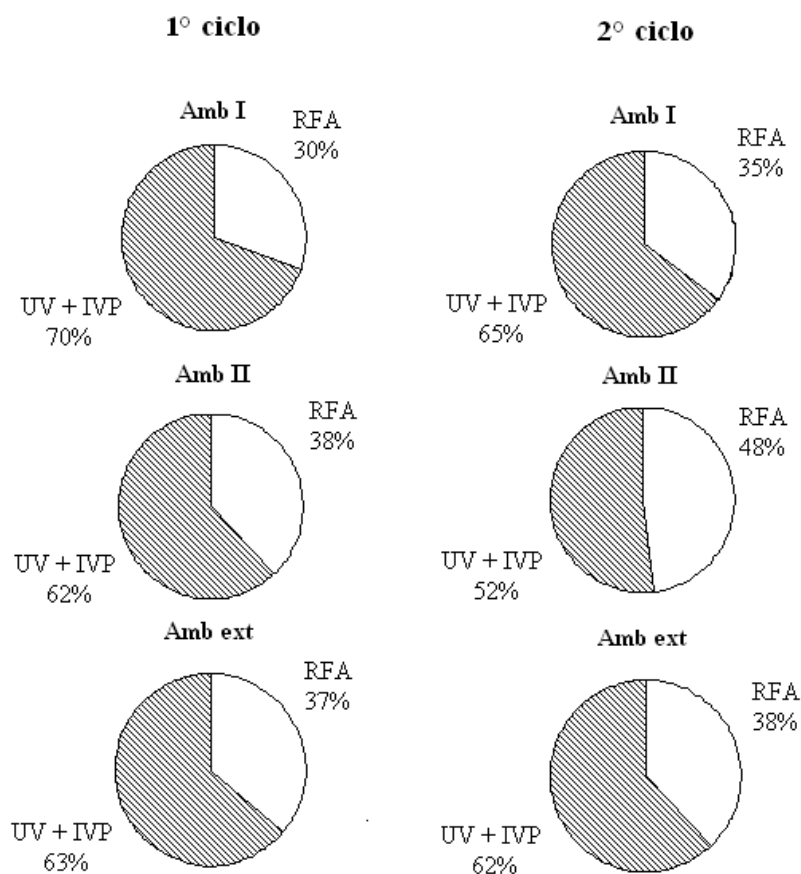 1° ciclo
2° ciclo
Amb I
RFA
30%
UV + IVP
70%
Amb I
RFA
35%
UV + IVP
65%
Amb II
RFA
38%
UV + IVP
62%
Amb II
RFA
48%
UV + IVP
52%
Amb ext
RFA
37%
UV + IVP
63%
Amb ext
RFA
38%
UV + IVP
62%